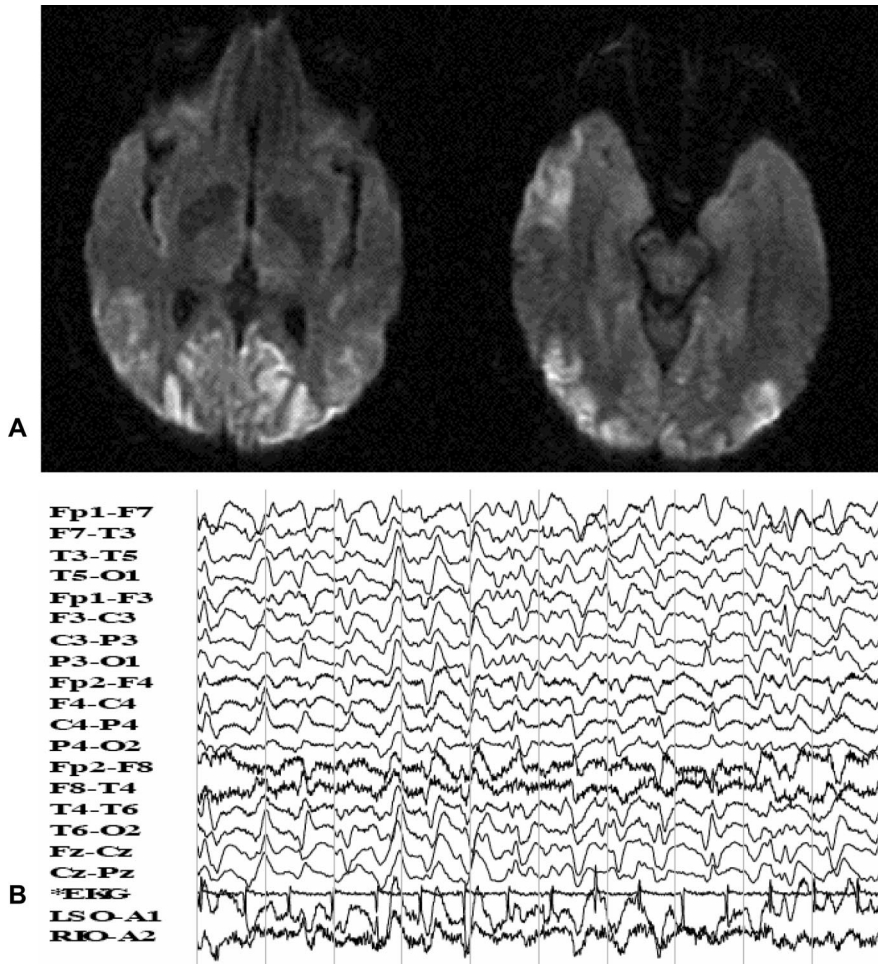 A
Fp1-F7
F7-T3
T3-T5
T5-O1
Fp1-F3
F3-C3
C3-P3
P3-O1
Fp2-F4
F4-C4
C4-P4
P4-O2
Fp2-F8
F8-T4
T4-T6
T6-O2
Fz-Cz
Cz-Pz
B
*EKG
LSO-A1
RIO-A2